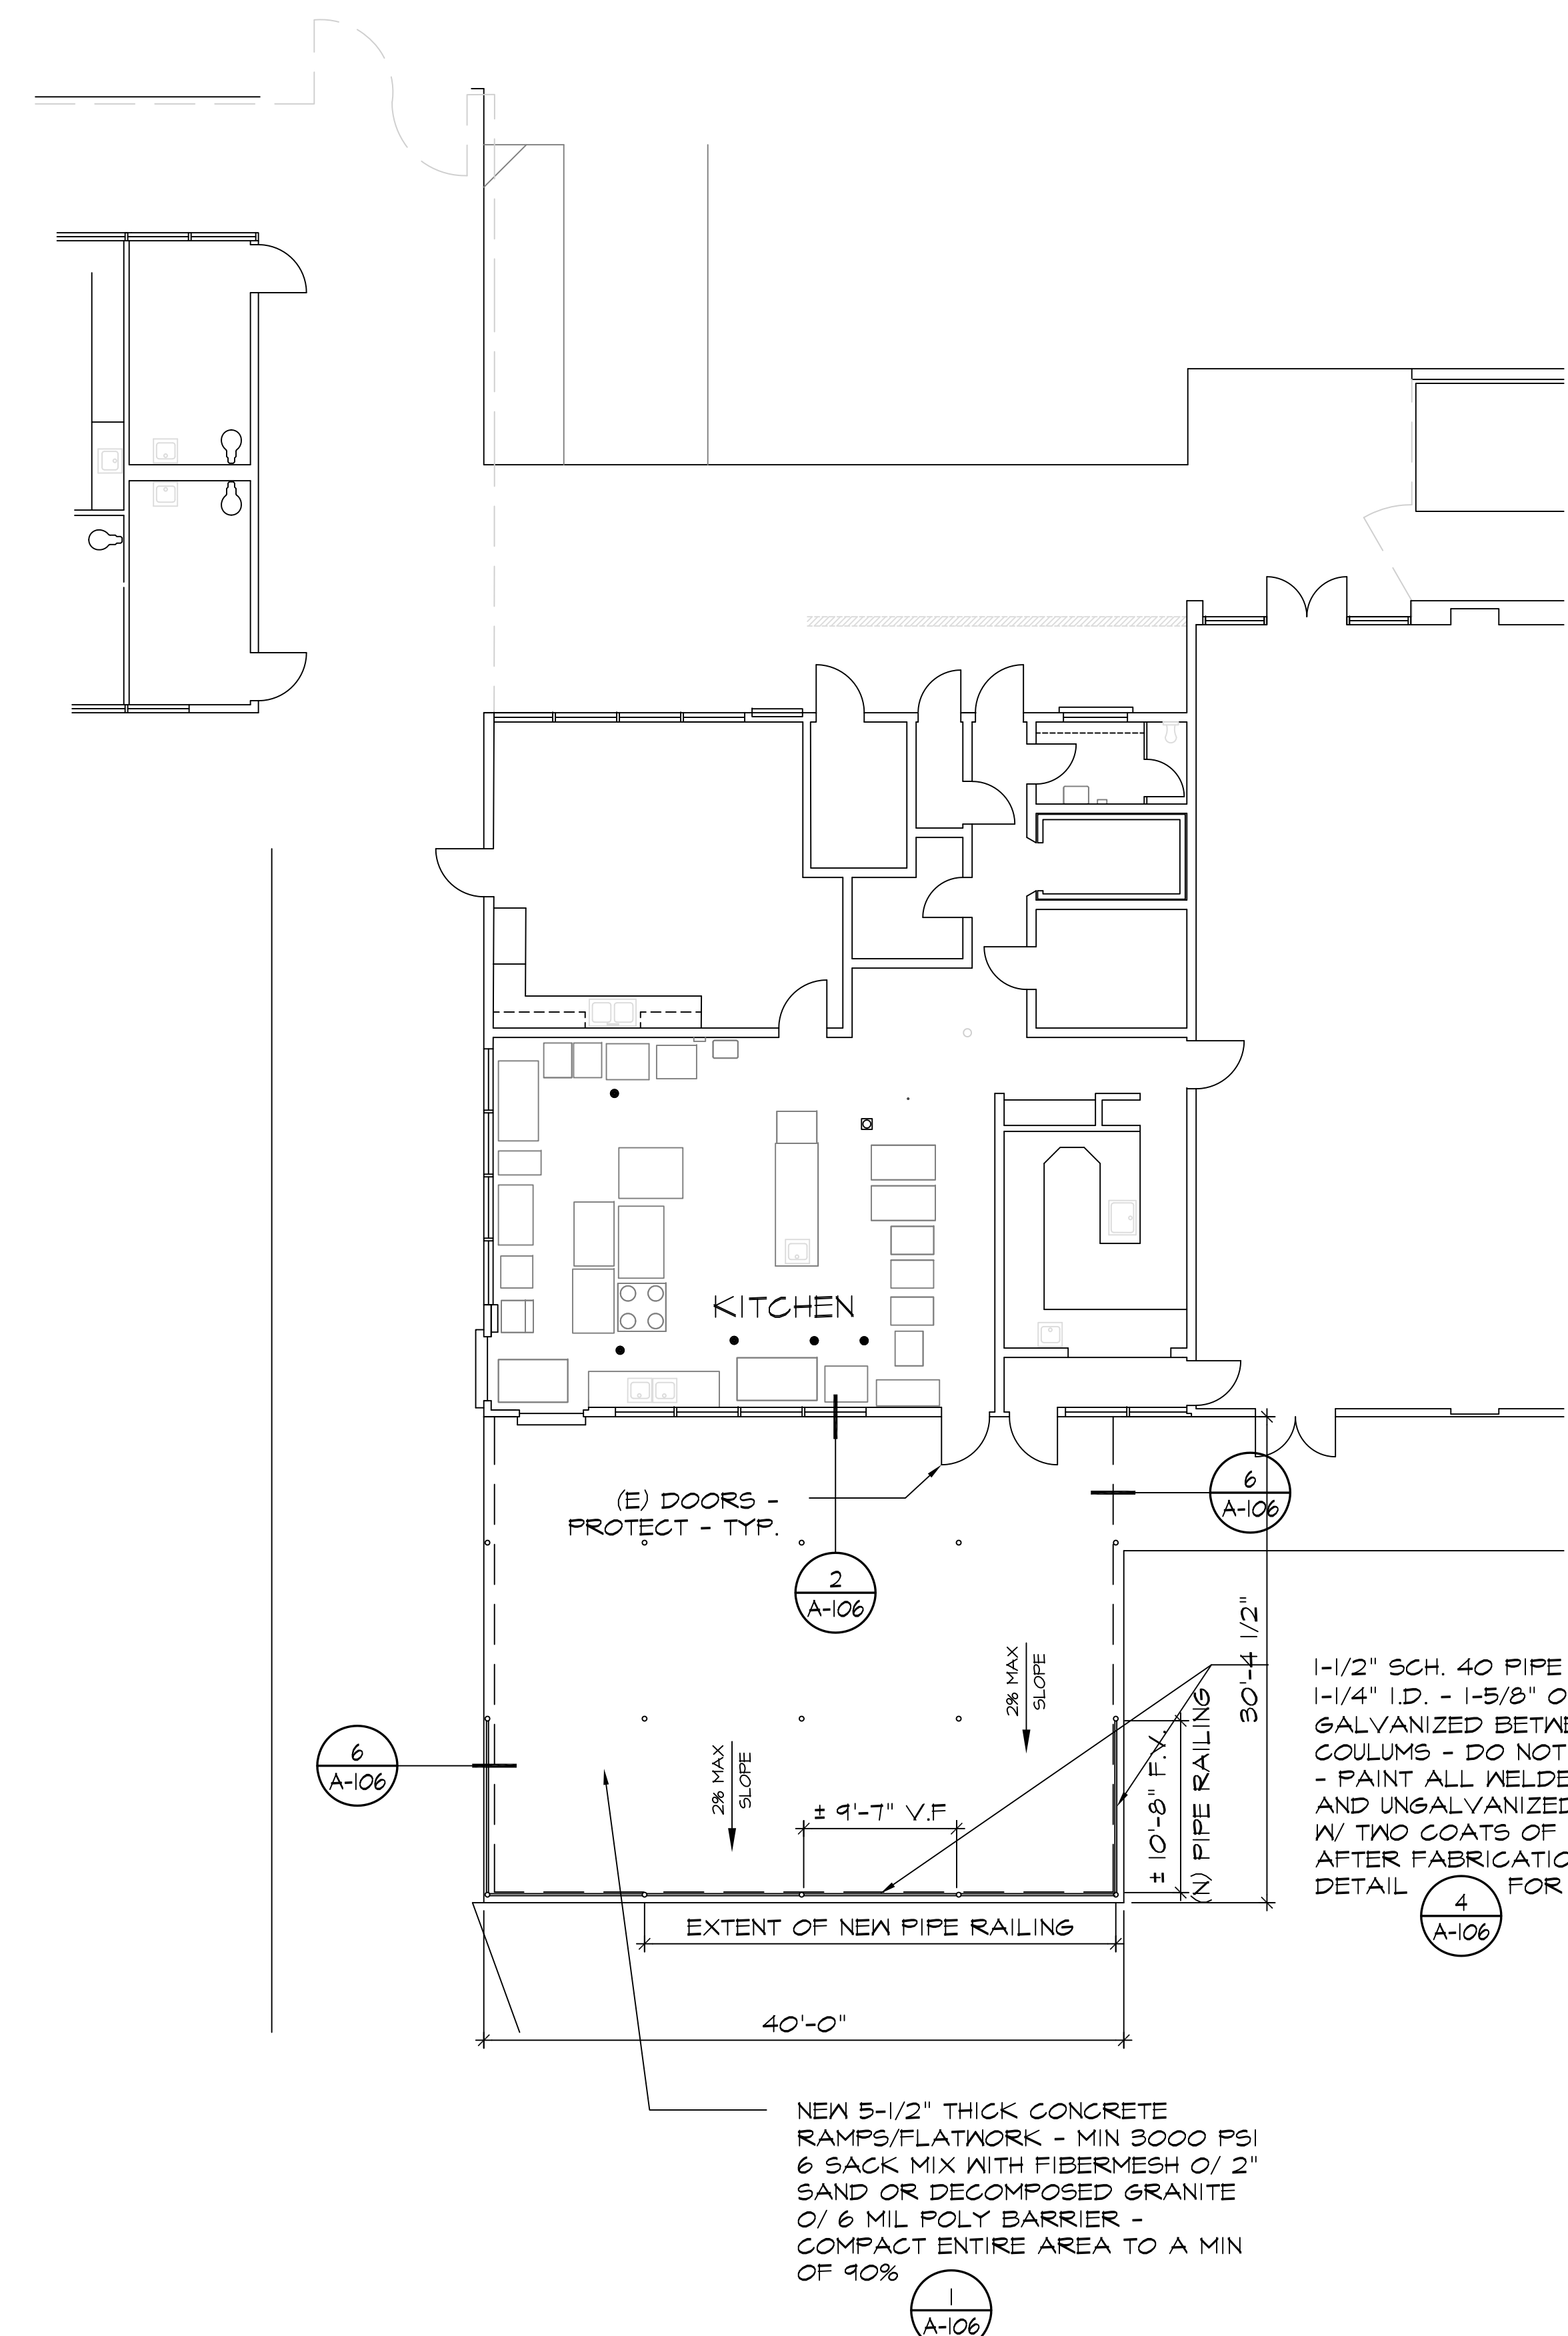 KITCHEN
(E) DOORS -
PROTECT - TYP.
6
A-106
2
A-106
2% MAX
SLOPE
30'-4 1/2"
6
A-106
2% MAX
SLOPE
± 9'-7" V.F
± 10'-8" F.V.
(N) PIPE RAILING
1-1/2" SCH. 40 PIPE
1-1/4" I.D. - 1-5/8" O
GALVANIZED BETWE
COULUMS - DO NOT
- PAINT ALL WELDE
AND UNGALVANIZED
W/ TWO COATS OF
AFTER FABRICATIO
DETAIL FOR
4
A-106
EXTENT OF NEW PIPE RAILING
40'-0"
NEW 5-1/2" THICK CONCRETE
RAMPS/FLATWORK - MIN 3000 PSI
6 SACK MIX WITH FIBERMESH O/ 2"
SAND OR DECOMPOSED GRANITE
O/ 6 MIL POLY BARRIER -
COMPACT ENTIRE AREA TO A MIN
OF 90%
1
A-106